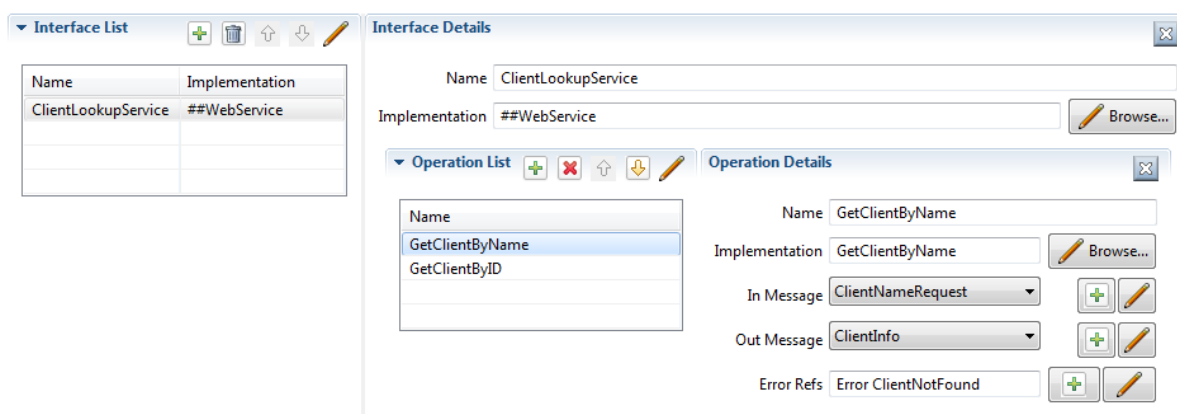 Interface List
Name Implementation
ClientLookupService ##WebService
Interface Details
Name ClientLookupService
Implementation ##WebService Browse...
Operation List
Name
GetClientByName
GetClientByID
Operation Details
Name GetClientByName
Implementation GetClientByName Browse...
In Message ClientNameRequest
Out Message ClientInfo
Error Refs Error ClientNotFound